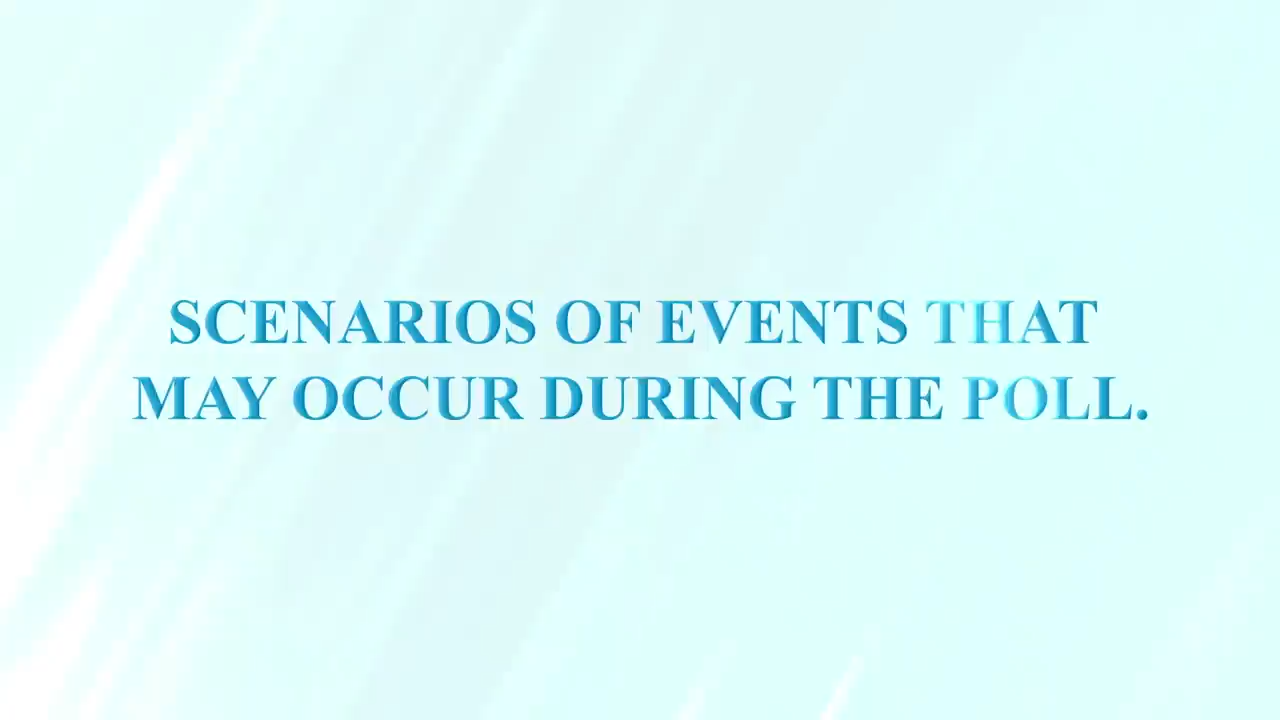 SCENARIOS OF EVENTS THAT
MAY OCCUR DURING THE POLL.